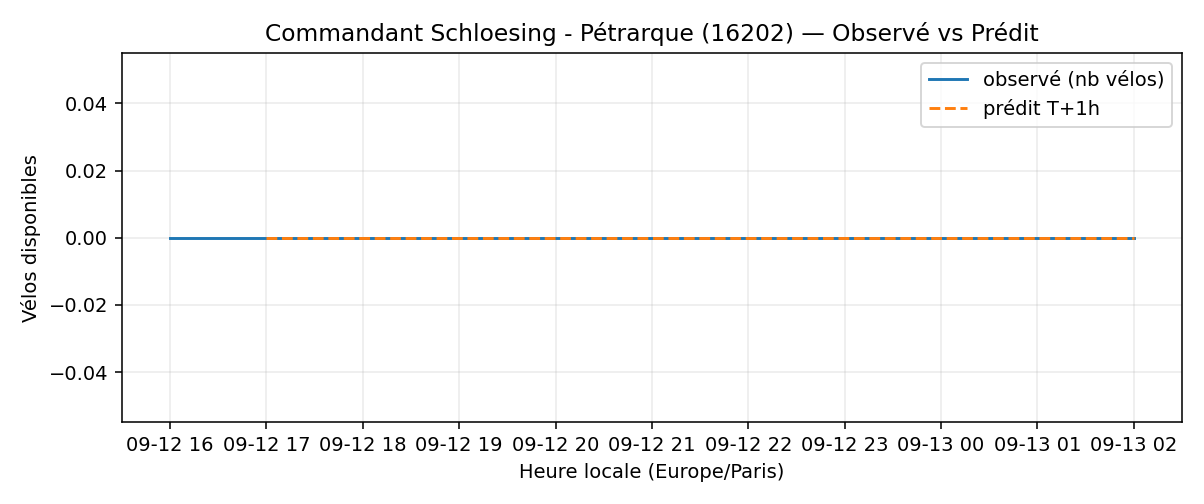 Commandant Schloesing - Pétrarque (16202) — Observé vs Prédit
observé (nb vélos)
prédit T+1h
Vélos disponibles
0.04
0.02
0.00
−0.02
−0.04
09-12 16 09-12 17 09-12 18 09-12 19 09-12 20 09-12 21 09-12 22 09-12 23 09-13 00 09-13 01 09-13 02
Heure locale (Europe/Paris)